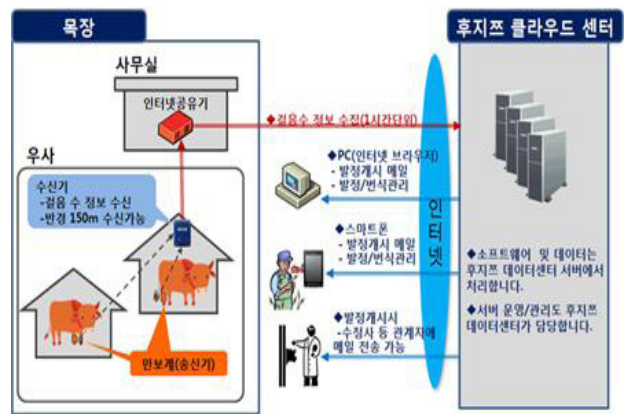 목장
후지쯔 클라우드 센터
사무실
인터넷공유기
◆걸음수 정보 수집(1시간단위)
우사
수신기
-걸음 수 정보 수신
-반경 150m 수신가능
만보계(송신기)
◆PC(인터넷 브라우저)
- 발정개시 메일
- 발정/번식관리
◆스마트폰
- 발정개시 메일
- 발정/번식관리
◆발정개시시
- 수정사 등 관계자에
메일 전송 가능
인터넷
◆소프트웨어 및 데이터는
후지쯔 데이터센터 서버에서
처리합니다.
◆서버 운영/관리도 후지쯔
데이터센터가 담당합니다.